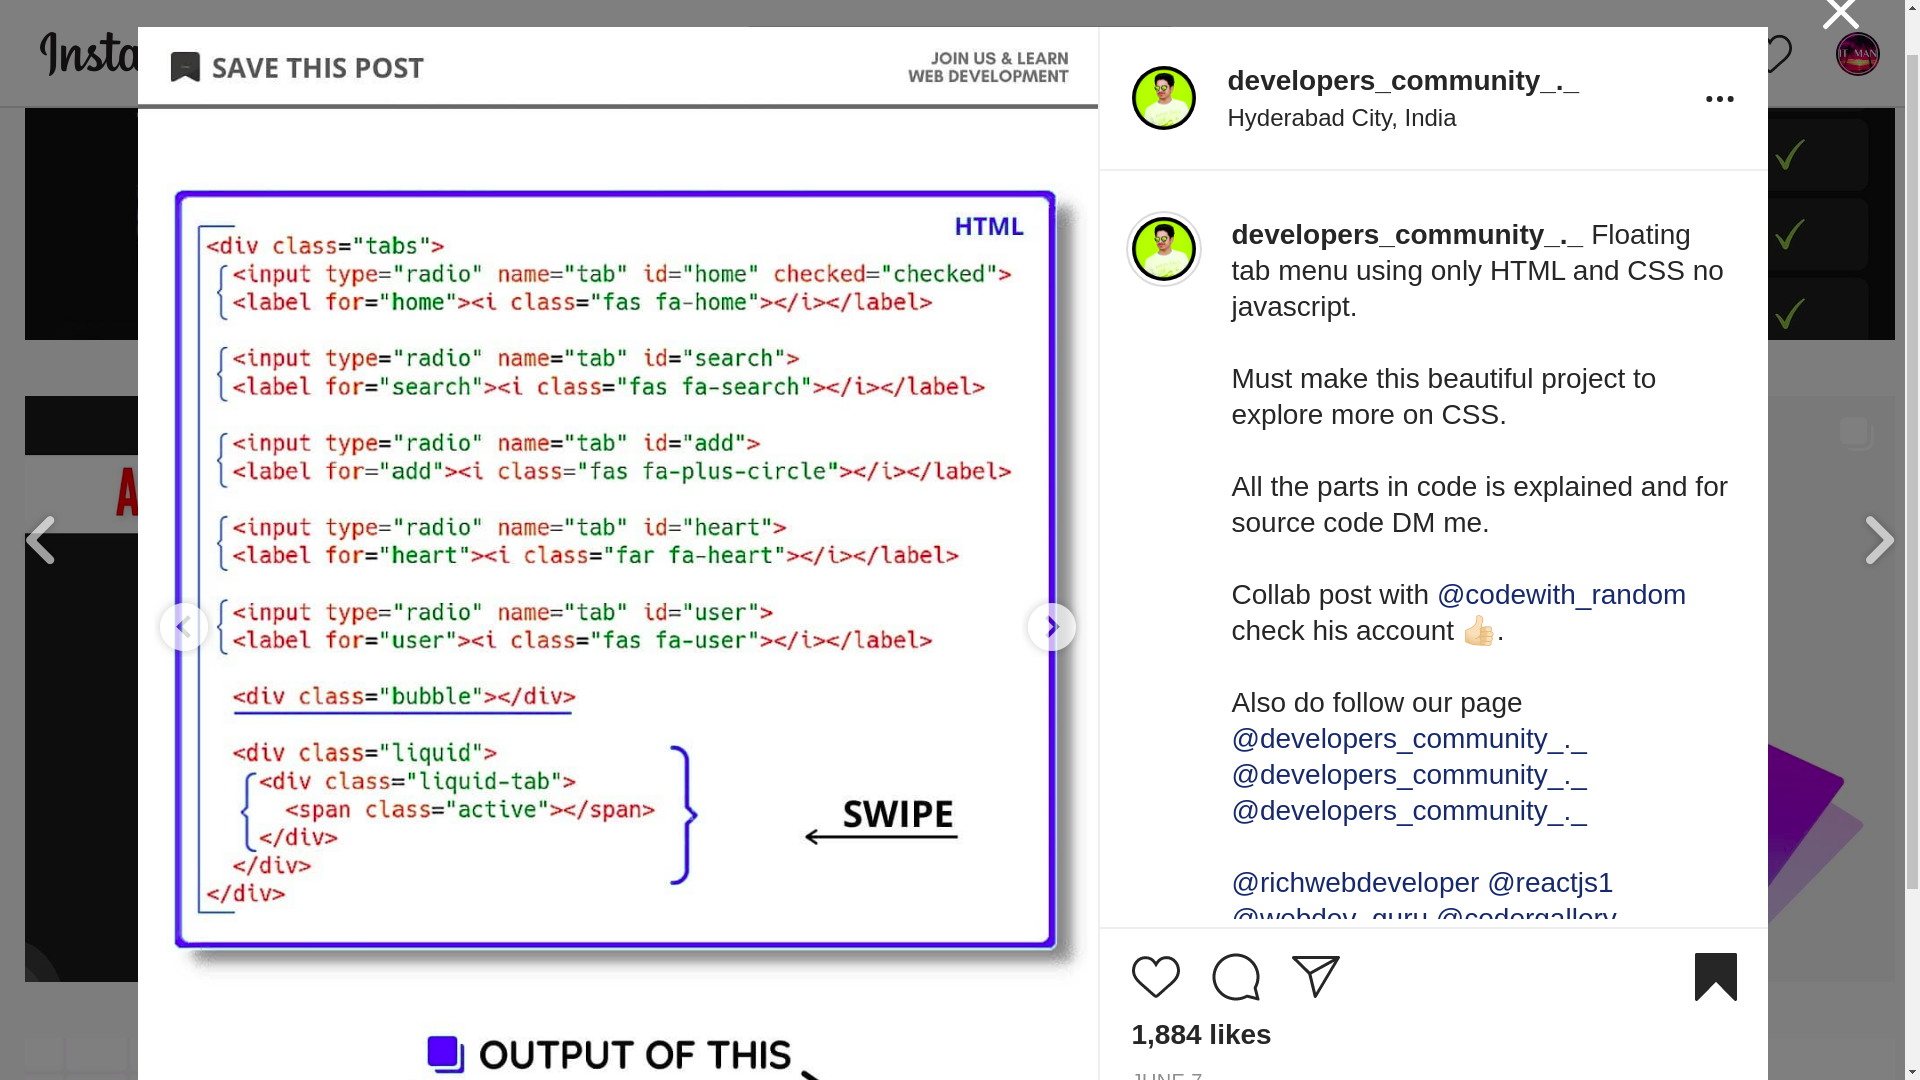 Insta
SAVE THIS POST
JOIN US & LEARN
WEB DEVELOPMENT
HTML
<div class="tabs">
<input type="radio" name="tab" id="home" checked="checked">
<label for="home"><i class="fas fa-home"></i></label>
<input type="radio" name="tab" id="search">
<label for="search"><i class="fas fa-search"></i></label>
<input type="radio" name="tab" id="add">
<label for="add"><i class="fas fa-plus-circle"></i></label>
<input type="radio" name="tab" id="heart">
<label for="heart"><i class="far fa-heart"></i></label>
<input type="radio" name="tab" id="user">
<label for="user"><i class="fas fa-user"></i></label>
<div class="bubble"></div>
<div class="liquid">
<div class="liquid-tab">
<span class="active"></span>
</div>
</div>
</div>
SWIPE
OUTPUT OF THIS
developers_community_._
Hyderabad City, India
developers_community_._ Floating
tab menu using only HTML and CSS no
javascript.
Must make this beautiful project to
explore more on CSS.
All the parts in code is explained and for
source code DM me.
Collab post with @codewith_random
check his account 👍🏻.
Also do follow our page
@developers_community_._
@developers_community_._
@developers_community_._
@richwebdeveloper @reactjs1
@webdev_guru @codergallery
1,884 likes
JUNE 7
IT MAN
A